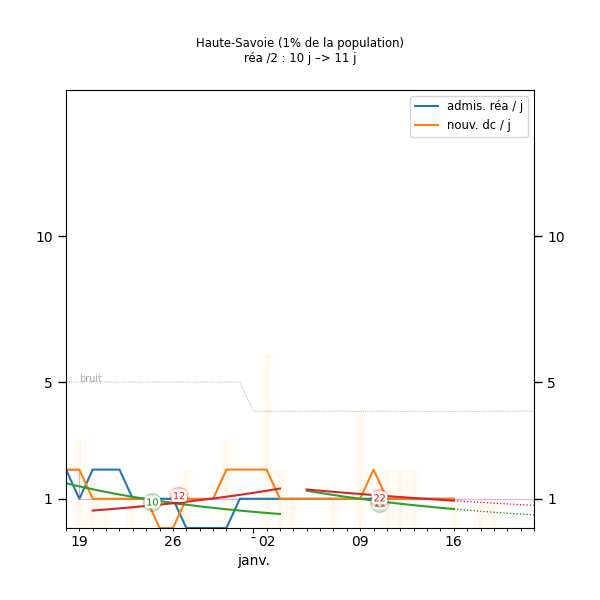 Haute-Savoie (1% de la population)
réa /2 : 10 j –> 11 j
admis. réa / j
nouv. dc / j
10
10
bruit
5
5
10
12
22
1
1
19
26
02
09
16
janv.